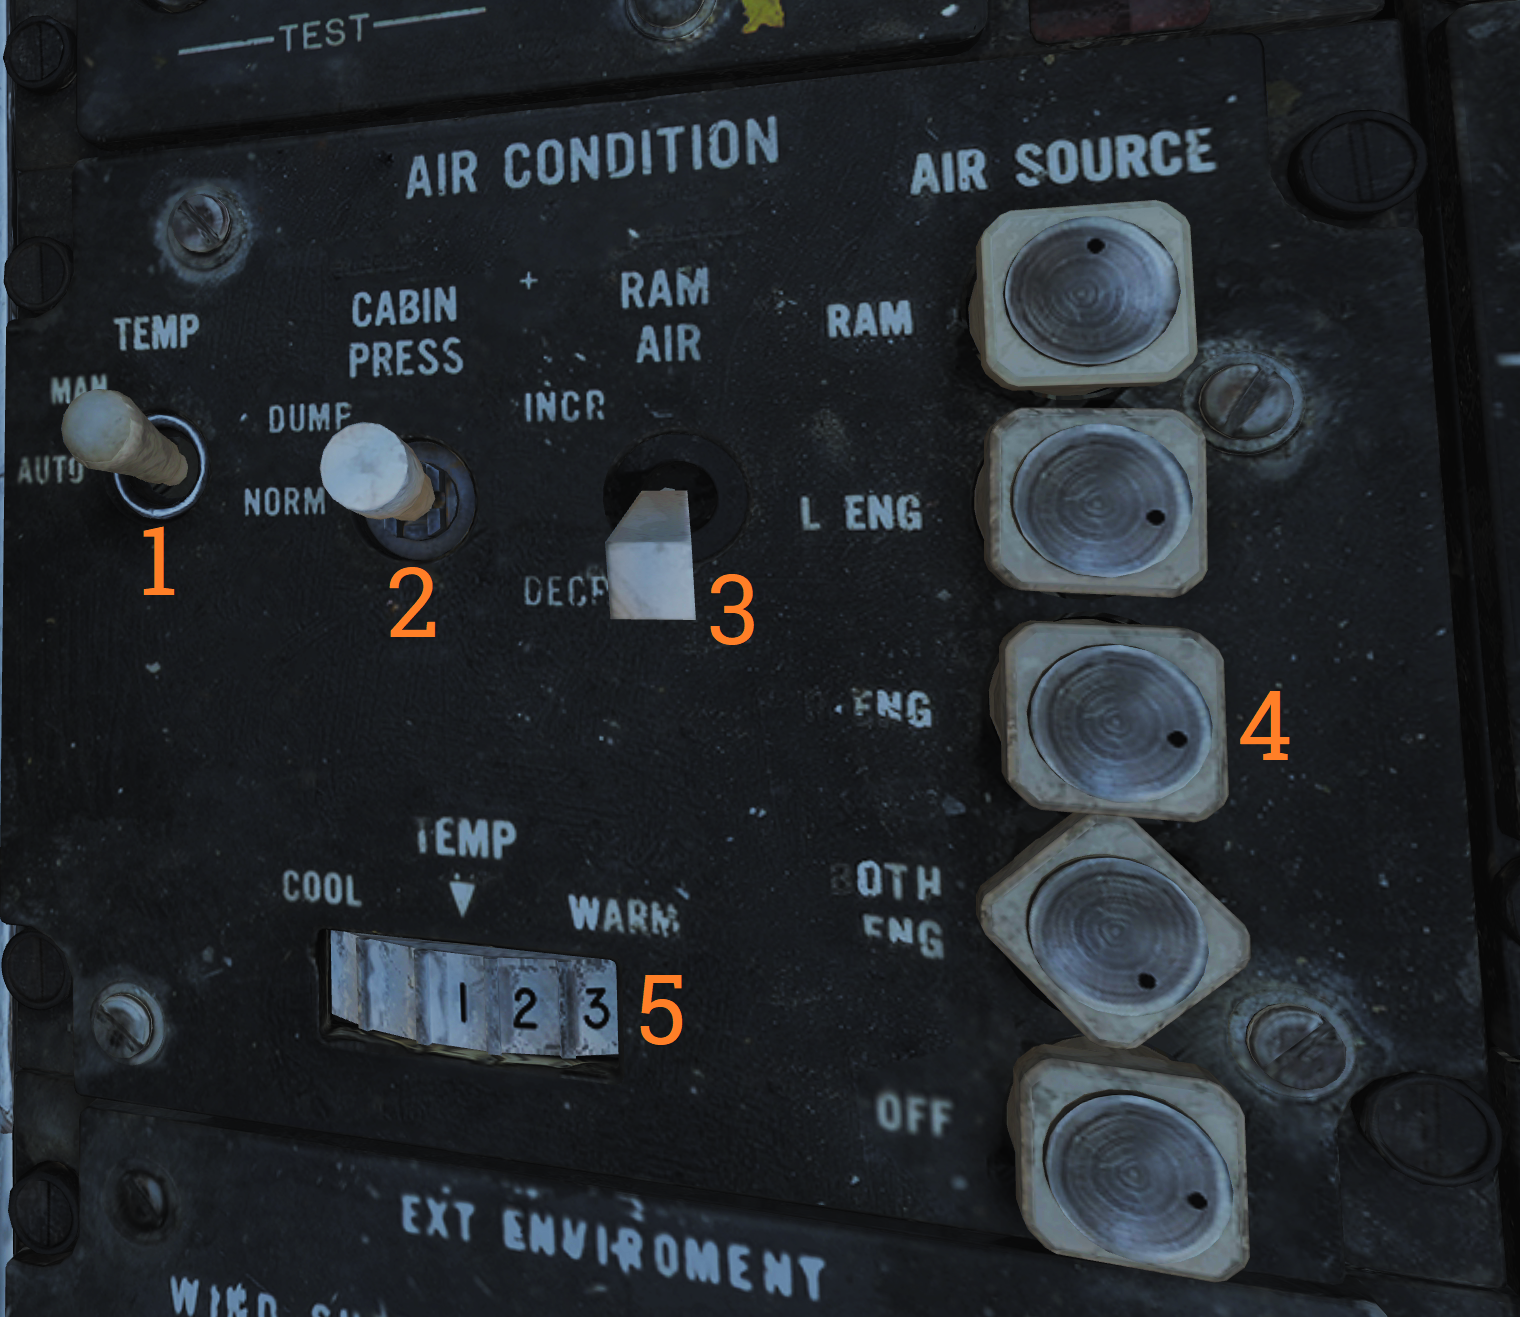 TEST
AIR CONDITION
AIR SOURCE
TEMP
MAN
AUTO
1
CABIN
PRESS
DUMP
NORM
2
+
RAM
AIR
INCR
DECR
3
RAM
L ENG
ENG
4
BOTH
ENG
OFF
TEMP
COOL
WARM
1 2 3
5
EXT ENVIROMENT
WIND